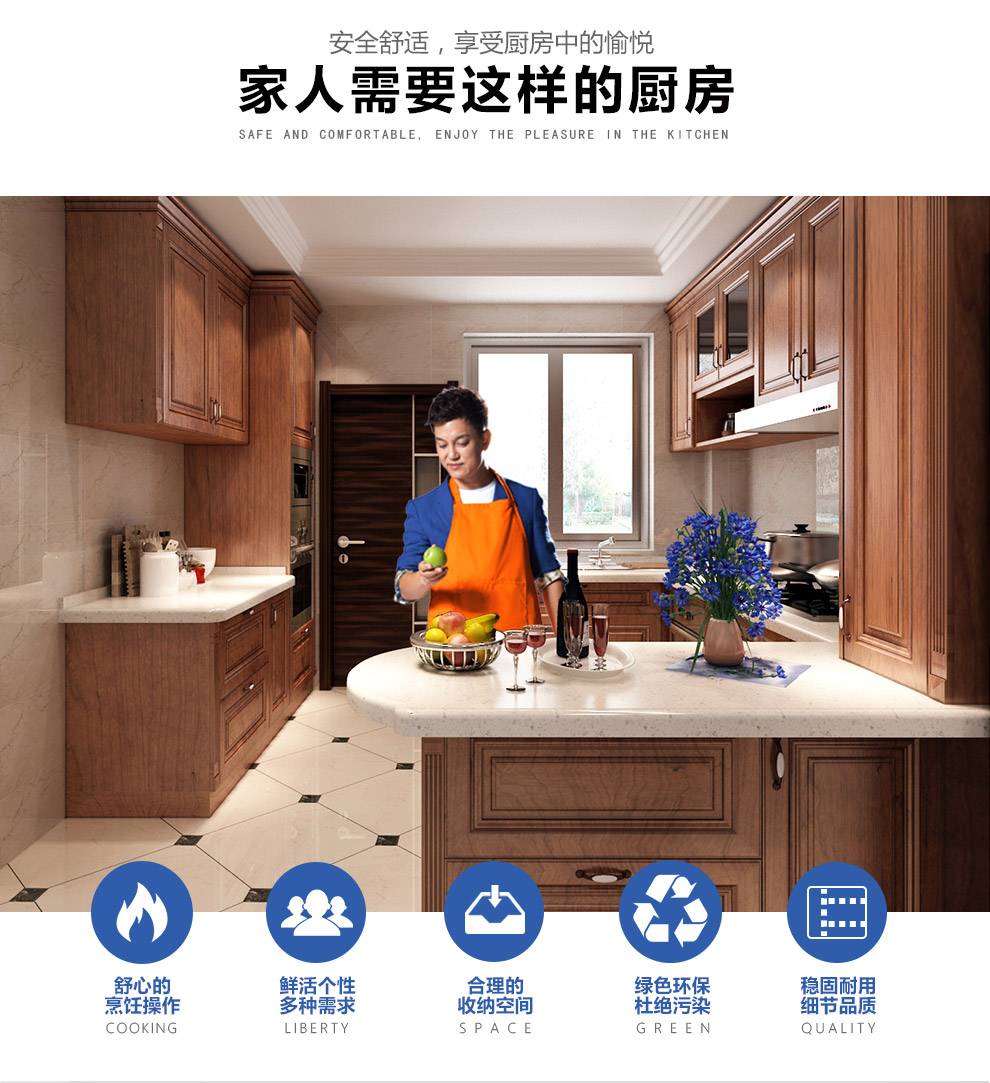 安全舒适，享受厨房中的愉悦
家人需要这样的厨房
SAFE AND COMFORTABLE, ENJOY THE PLEASURE IN THE KITCHEN
舒心的
烹饪操作
COOKING
鲜活个性
多种需求
LIBERTY
合理的
收纳空间
SPACE
绿色环保
杜绝污染
GREEN
稳固耐用
细节品质
QUALITY